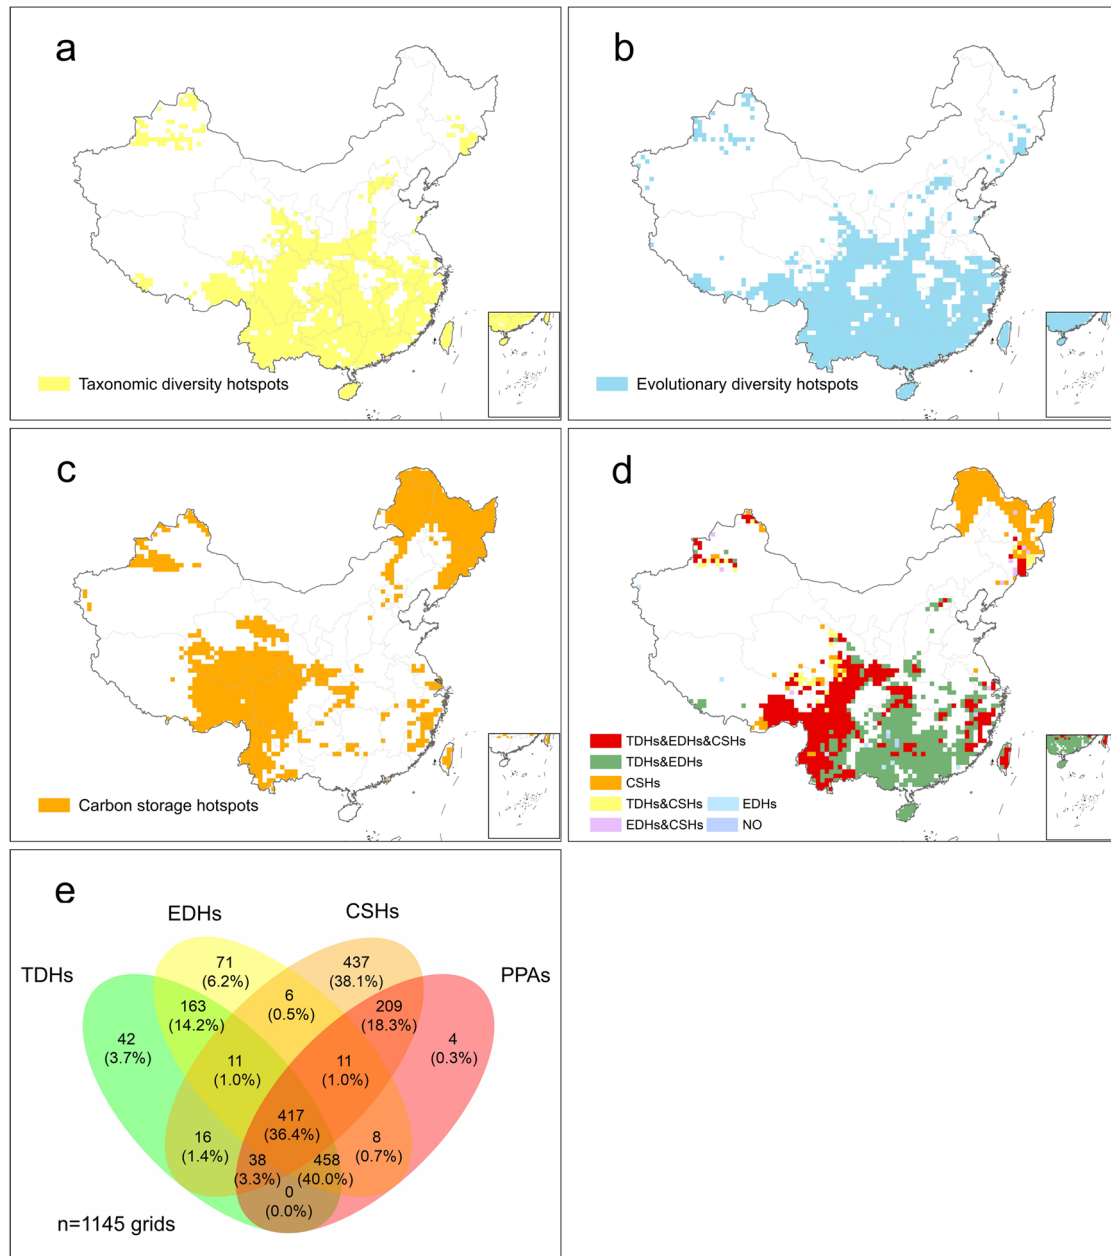 a
Taxonomic diversity hotspots
b
Evolutionary diversity hotspots
c
Carbon storage hotspots
d
TDHs&EDHs&CSHs
TDHs&EDHs
CSHs
TDHs&CSHs
EDHs
EDHs&CSHs
NO
e
EDHs
CSHs
TDHs
PPAs
71
(6.2%)
437
(38.1%)
163
(14.2%)
6
(0.5%)
209
(18.3%)
42
(3.7%)
4
(0.3%)
11
(1.0%)
11
(1.0%)
417
(36.4%)
16
(1.4%)
8
(0.7%)
38
(3.3%)
458
(40.0%)
0
(0.0%)
n=1145 grids